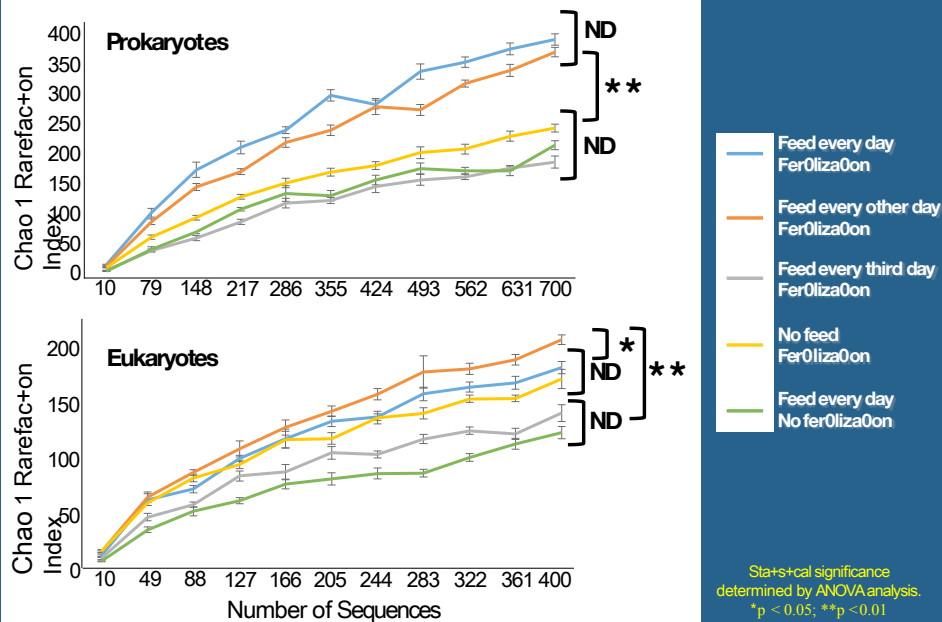 Prokaryotes
Chao 1 Rarefac+on
Index
400
350
300
250
200
150
100
50
0
10 79 148 217 286 355 424 493 562 631 700
ND
**
ND
Eukaryotes
Chao 1 Rarefac+on
Index
200
150
100
50
0
10 49 88 127 166 205 244 283 322 361 400
Number of Sequences
*
ND
**
ND
Feed every day
Fer0liza0on
Feed every other day
Fer0liza0on
Feed every third day
Fer0liza0on
No feed
Fer0liza0on
Feed every day
No fer0liza0on
Sta+s+cal significance
determined by ANOVA analysis.
*p < 0.05; **p <0.01